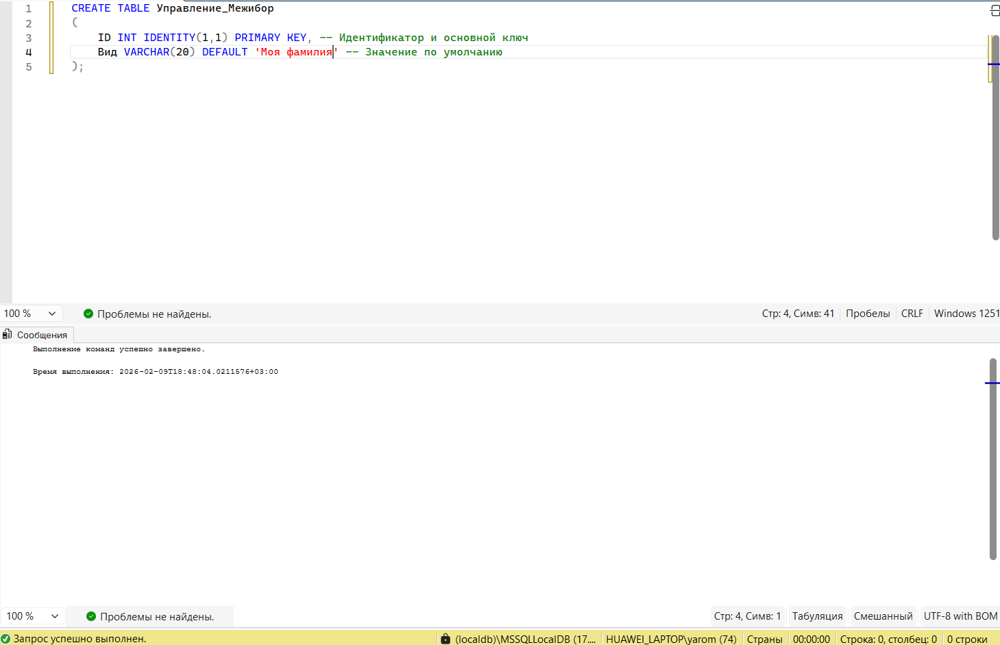 1 CREATE TABLE Управление_Межибор
2 (
3 ID INT IDENTITY(1,1) PRIMARY KEY, -- Идентификатор и основной ключ
4 Вид VARCHAR(20) DEFAULT 'Моя фамилия' -- Значение по умолчанию
5 );
100 % Проблемы не найдены. Стр: 4, Симв: 41 Пробелы CRLF Windows 1251
Сообщения
Выполнение команд успешно завершено.
Время выполнения: 2026-02-09T18:48:04.0211576+03:00
100 % Проблемы не найдены. Стр: 4, Симв: 1 Табуляция Смешанный UTF-8 with BOM
Запрос успешно выполнен. (localdb)\MSSQLLocalDB (17.... HUAWEI_LAPTOP\yarom (74) Страны 00:00:00 Строка: 0, столбец: 0 0 строки